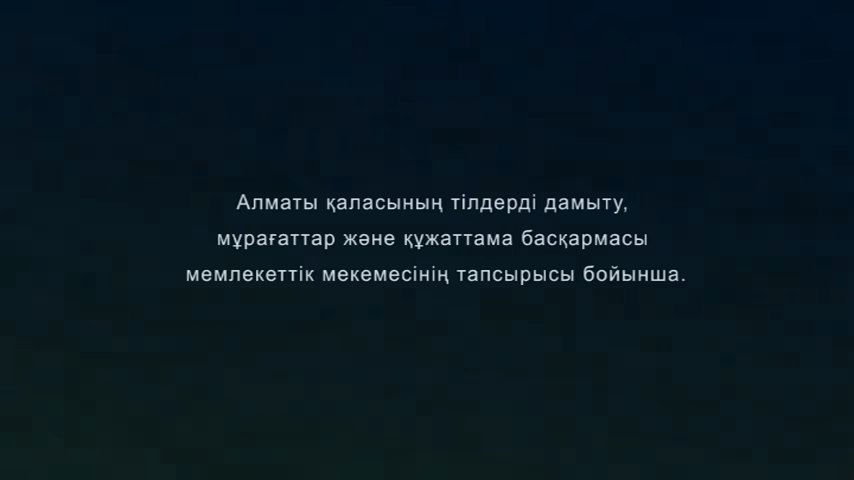 Алматы қаласының тілдерді дамыту,
мұрағаттар және құжаттама басқармасы
мемлекеттік мекемесінің тапсырысы бойынша.